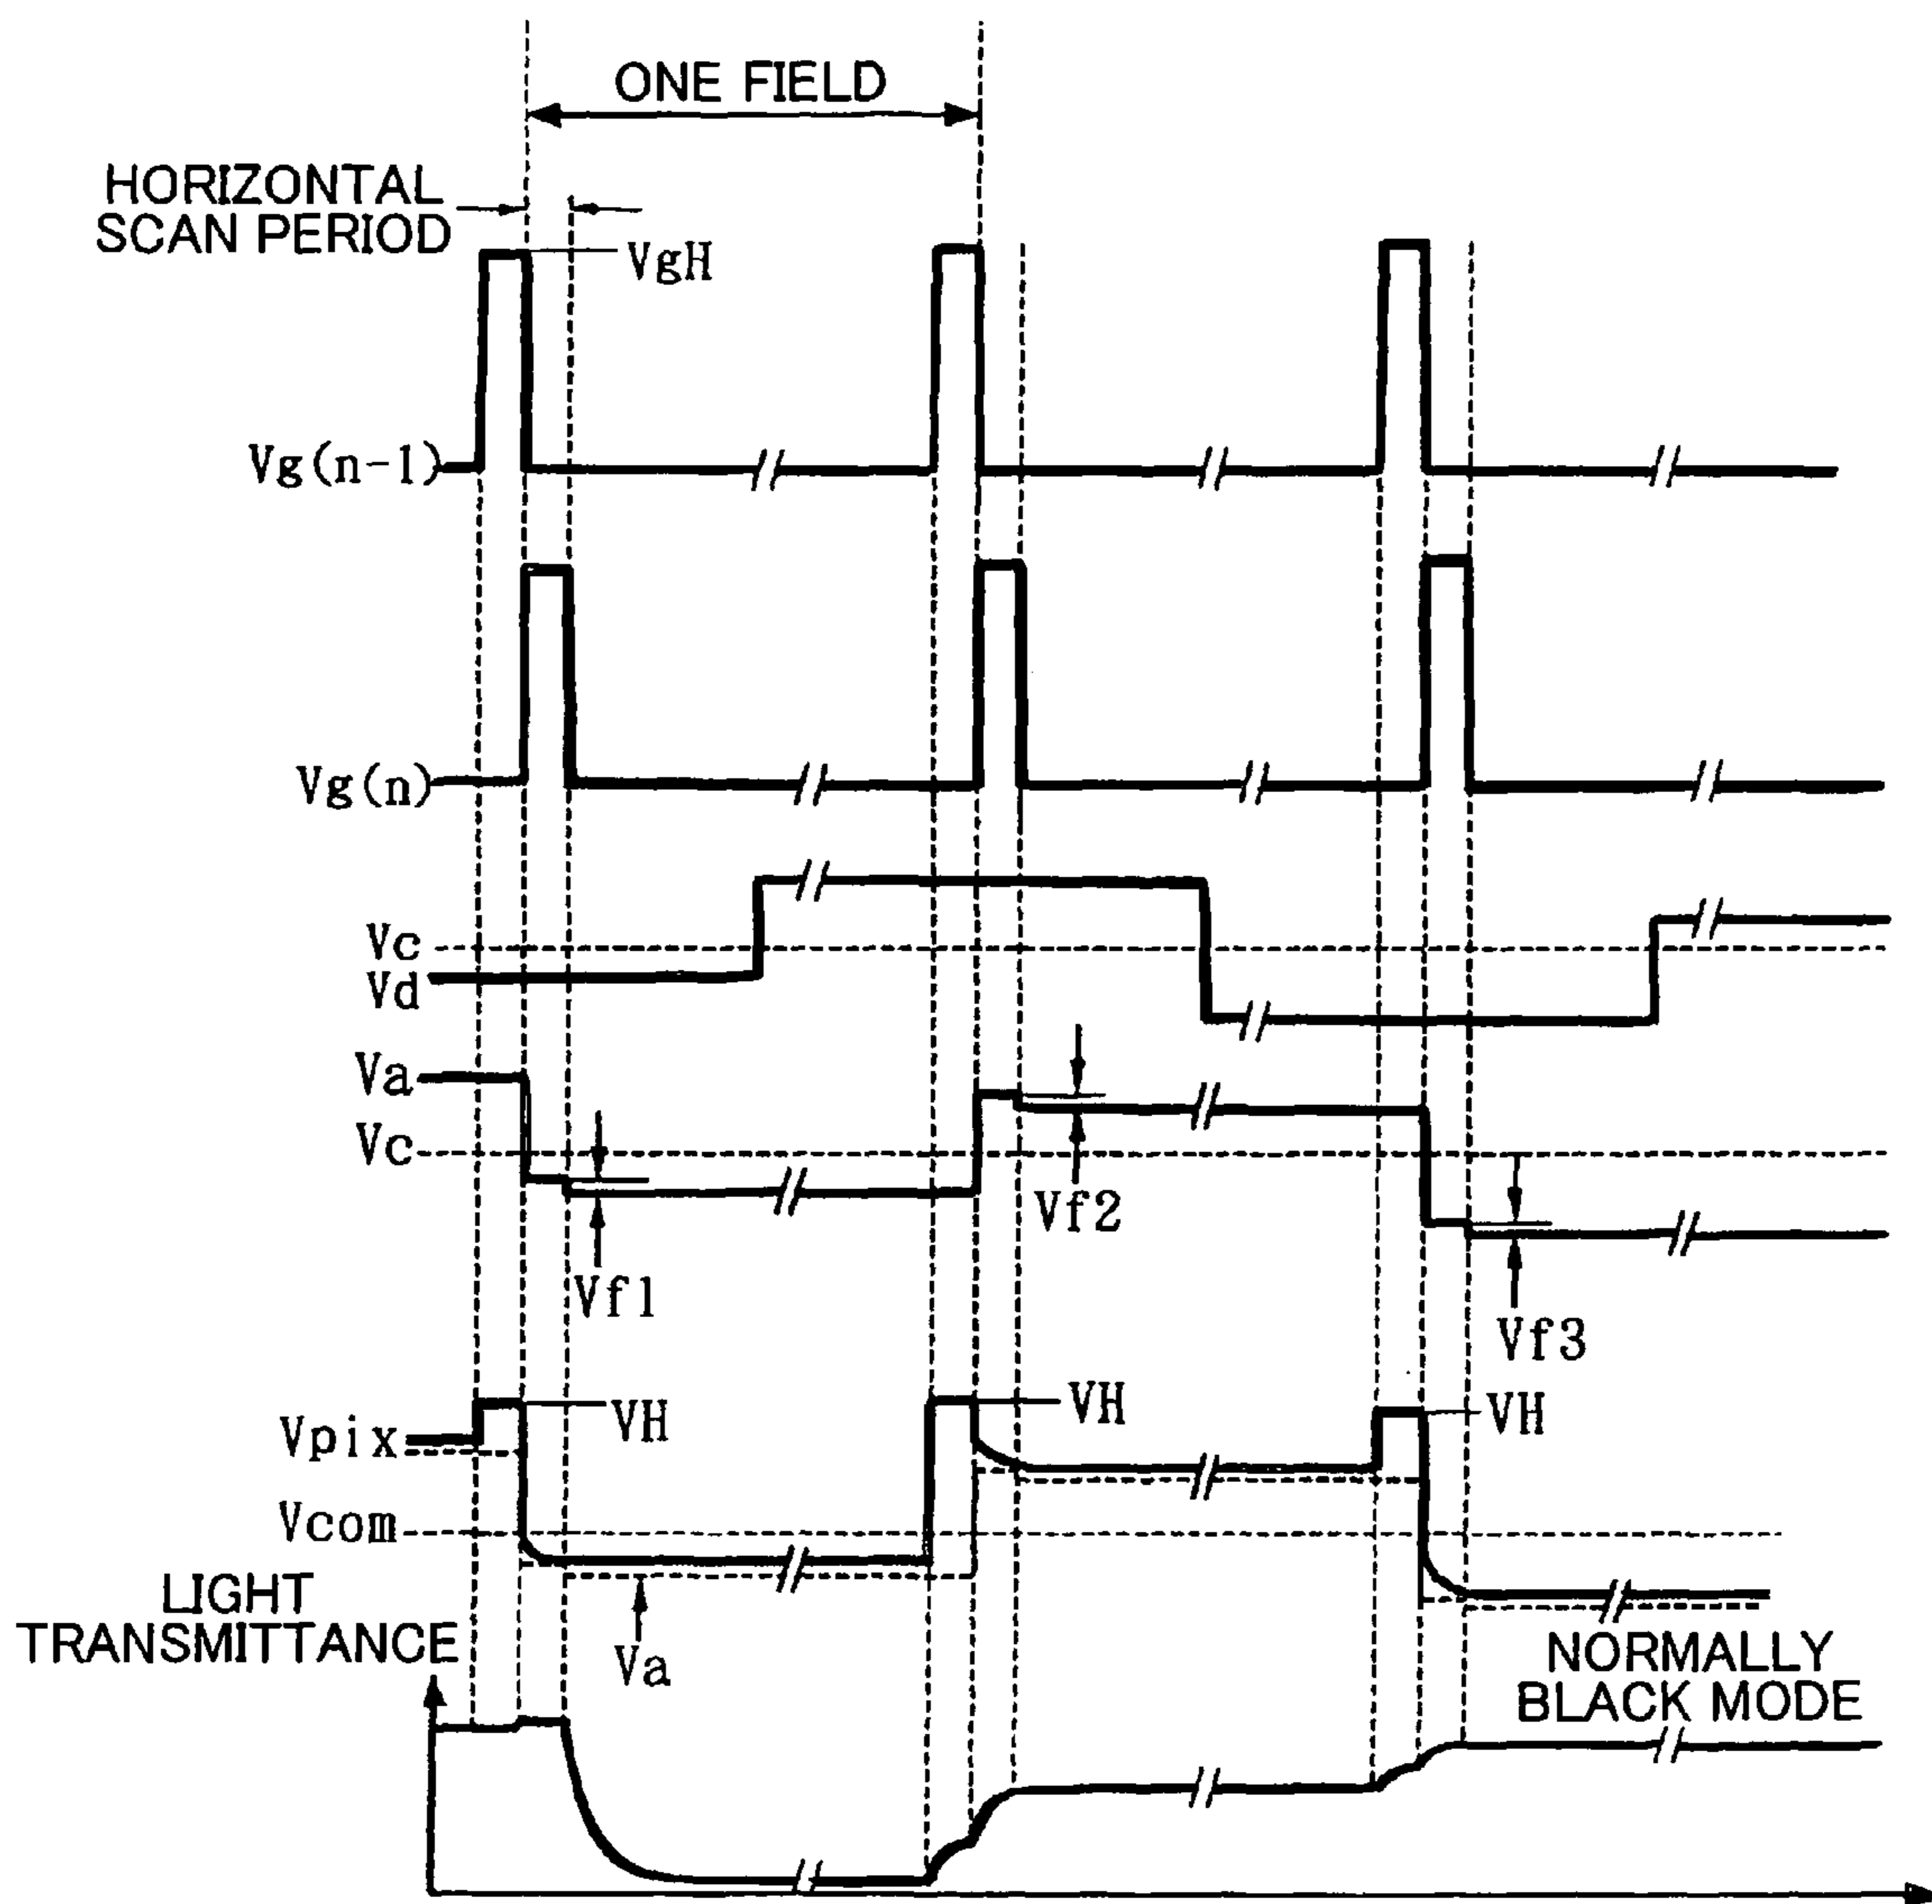 ONE FIELD
HORIZONTAL
SCAN PERIOD
VgH
Vg(n-1)
Vg(n)
Vc
Vd
Va
Vc
Vf1
Vf2
Vf3
Vpix
VH
VH
VH
Vcom
Va
LIGHT
TRANSMITTANCE
NORMALLY
BLACK MODE